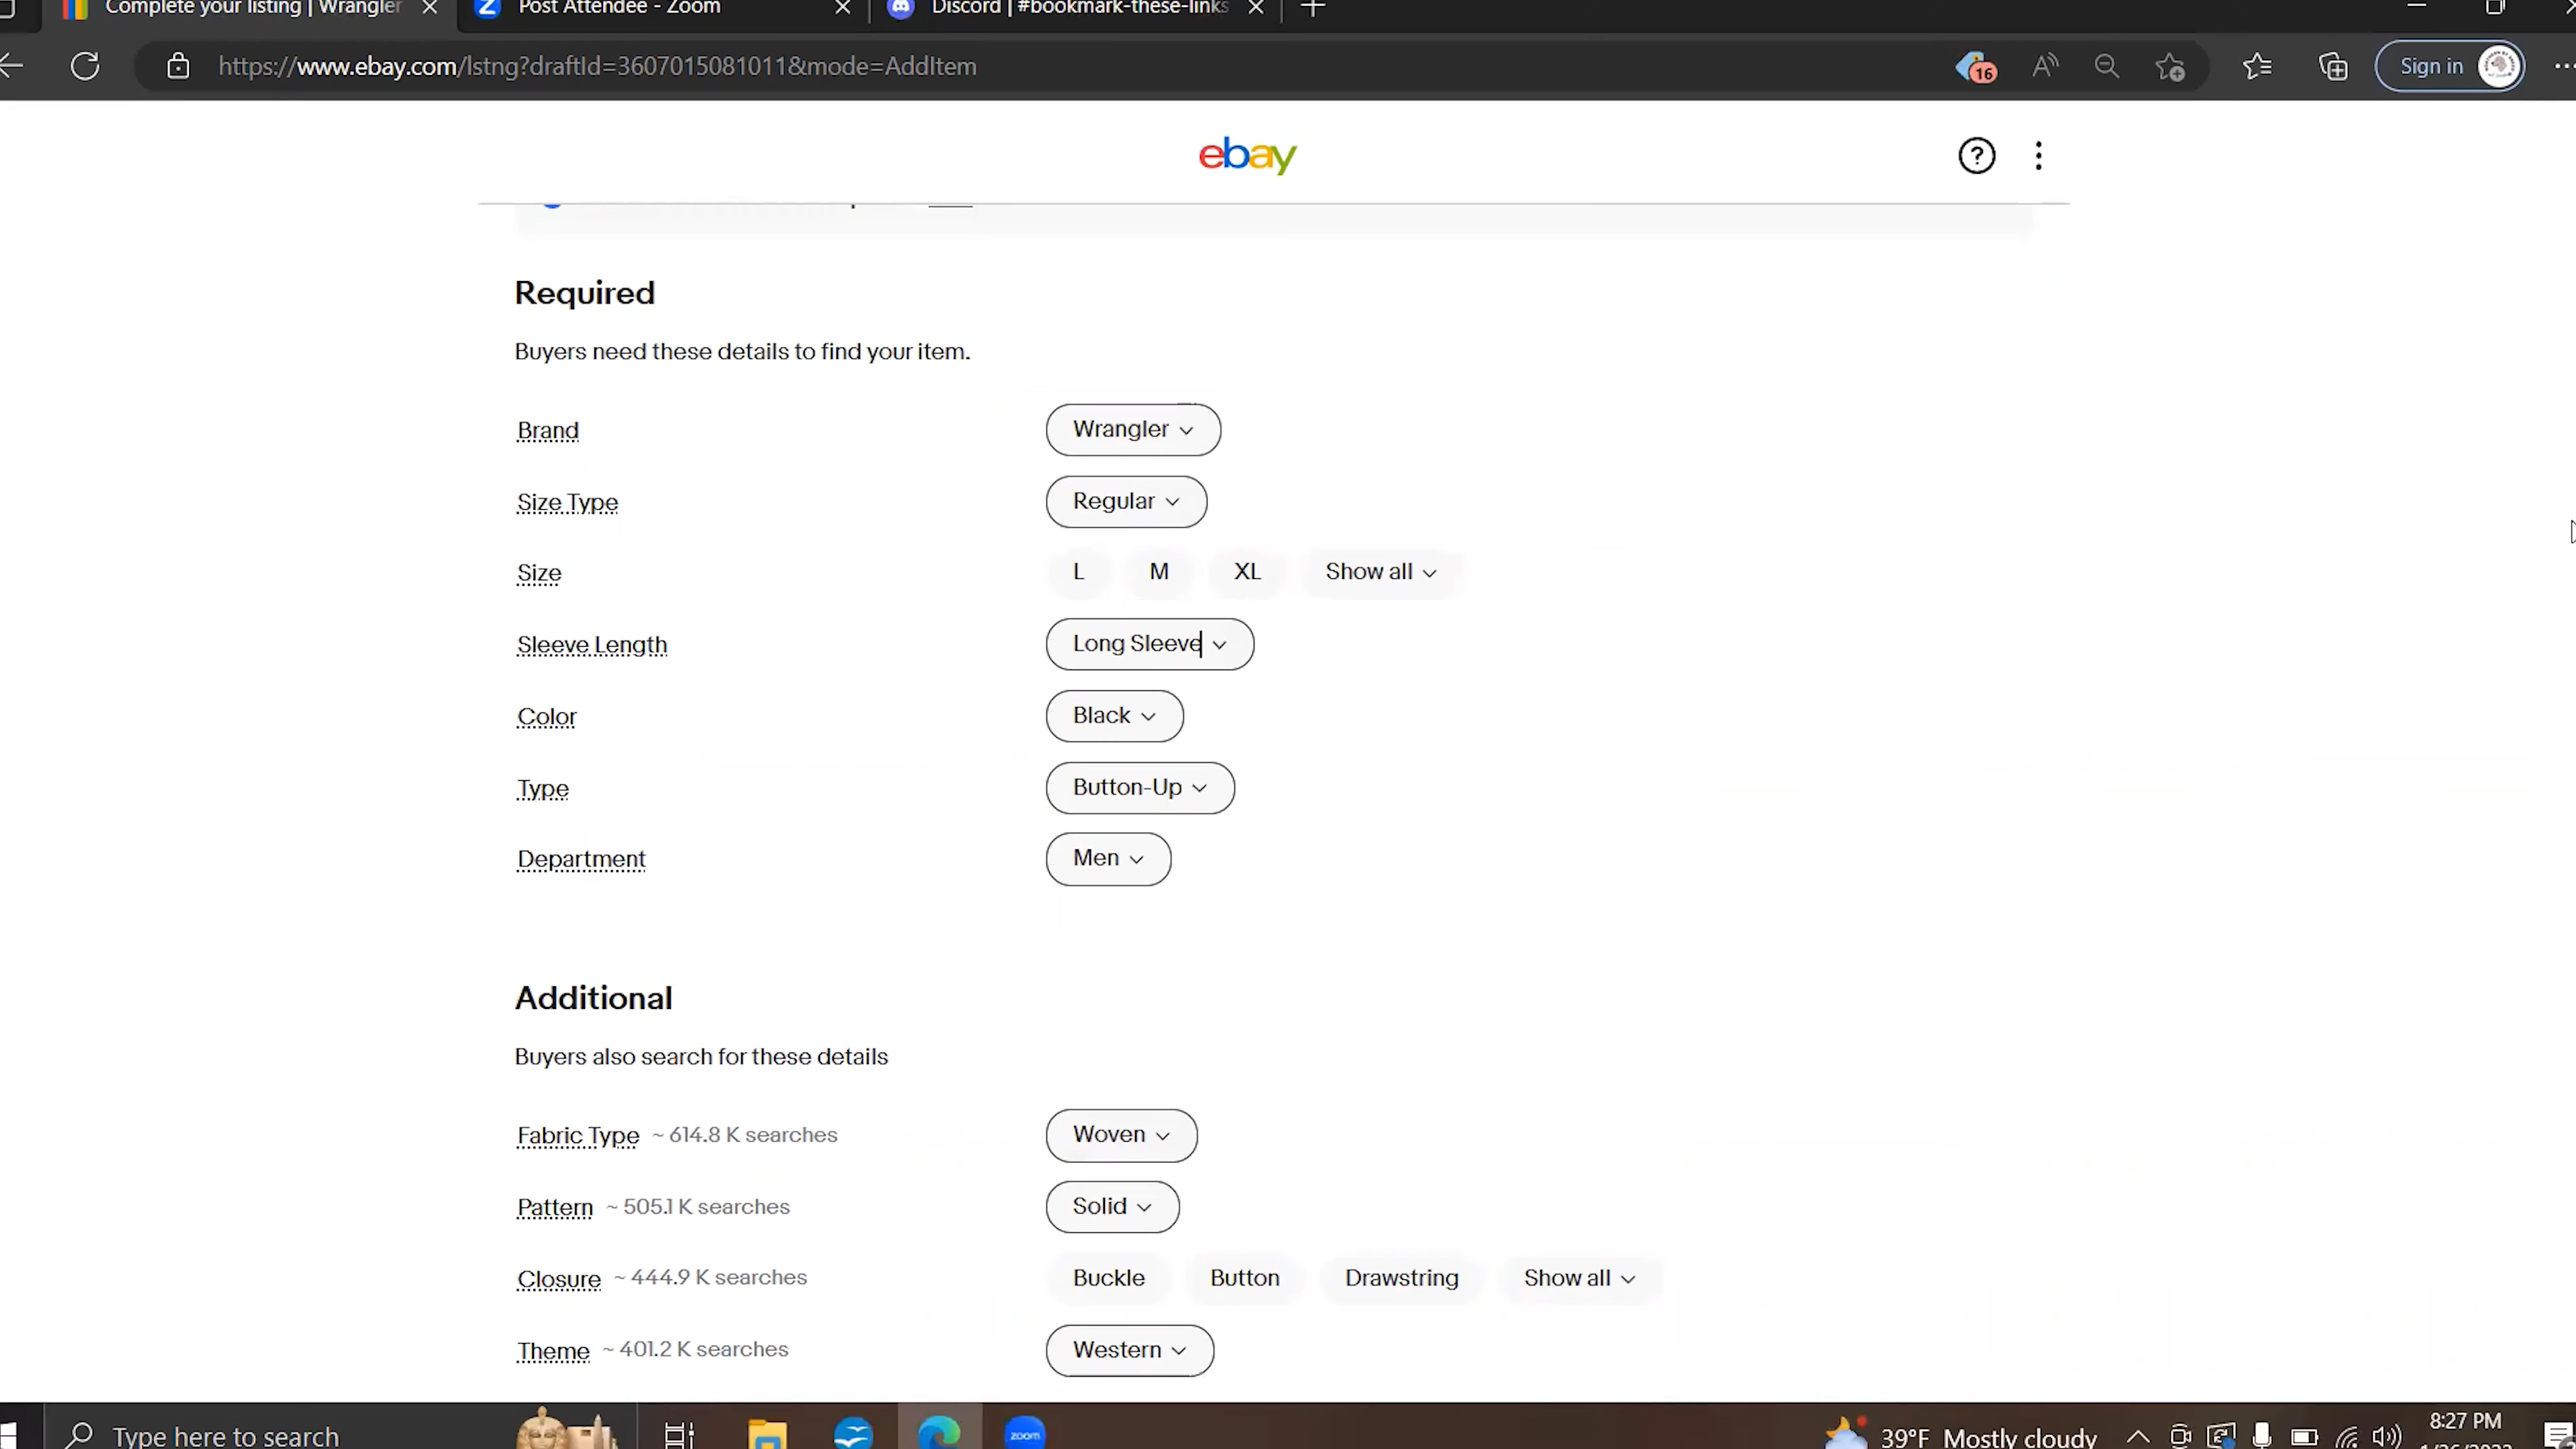 Complete your listing | Wrangler
Post Attendee - Zoom
Discord | #bookmark-these-links
https://www.ebay.com/lstng?draftId=3607015081011&mode=AddItem
16
Sign in
ebay
Required
Buyers need these details to find your item.
Brand Wrangler
Size Type Regular
Size L M XL Show all
Sleeve Length Long Sleeve
Color Black
Type Button-Up
Department Men
Additional
Buyers also search for these details
Fabric Type ~ 614.8 K searches Woven
Pattern ~ 505.1 K searches Solid
Closure ~ 444.9 K searches Buckle Button Drawstring Show all
Theme ~ 401.2 K searches Western
Type here to search
zoom
39°F Mostly cloudy
8:27 PM